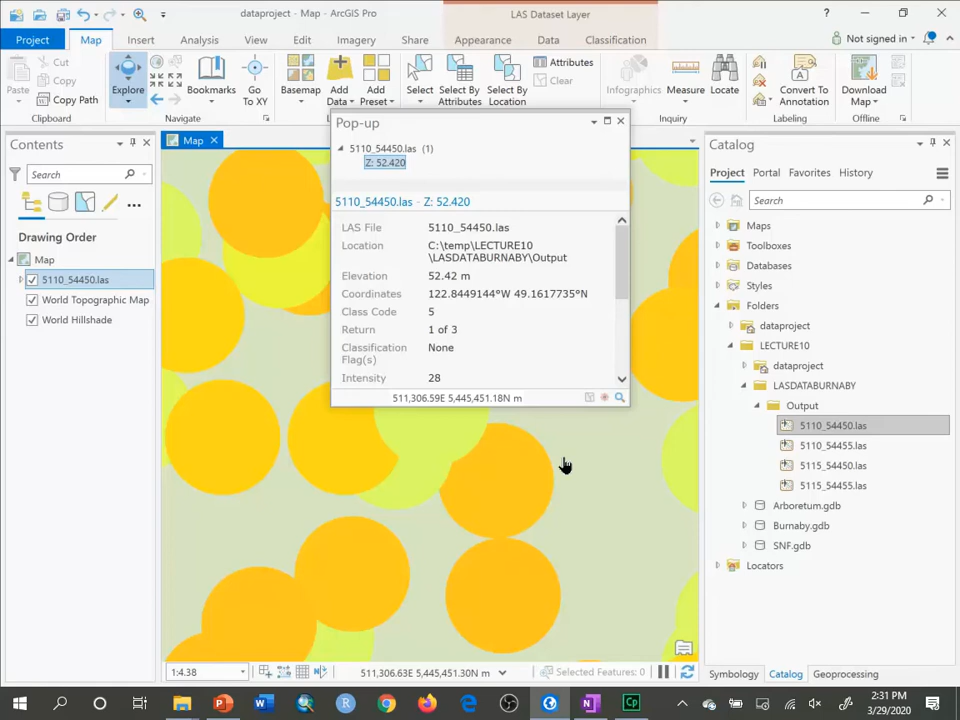 dataproject - Map - ArcGIS Pro
LAS Dataset Layer
?
Project
Map
Insert
Analysis
View
Edit
Imagery
Share
Appearance
Data
Classification
Not signed in
Paste
Cut
Copy
Copy Path
Clipboard
Explore
Bookmarks
Go
To XY
Navigate
Basemap
Add
Data
Add
Preset
Select
Select By
Attributes
Select By
Location
Attributes
Clear
Infographics
Measure
Locate
Inquiry
Convert To
Annotation
Labeling
Download
Map
Offline
Contents
Search
Drawing Order
Map
5110_54450.las
World Topographic Map
World Hillshade
Map
Pop-up
5110_54450.las (1)
Z: 52.420
5110_54450.las - Z: 52.420
LAS File 5110_54450.las
Location C:\temp\LECTURE10
\LASDATABURNABY\Output
Elevation 52.42 m
Coordinates 122.8449144°W 49.1617735°N
Class Code 5
Return 1 of 3
Classification None
Flag(s)
Intensity 28
511,306.59E 5,445,451.18N m
1:4.38
511,306.63E 5,445,451.30N m
Selected Features: 0
Catalog
Project
Portal
Favorites
History
Search
Maps
Toolboxes
Databases
Styles
Folders
dataproject
LECTURE10
dataproject
LASDATABURNABY
Output
5110_54450.las
5110_54455.las
5115_54450.las
5115_54455.las
Arboretum.gdb
Burnaby.gdb
SNF.gdb
Locators
Symbology
Catalog
Geoprocessing
2:31 PM
3/29/2020